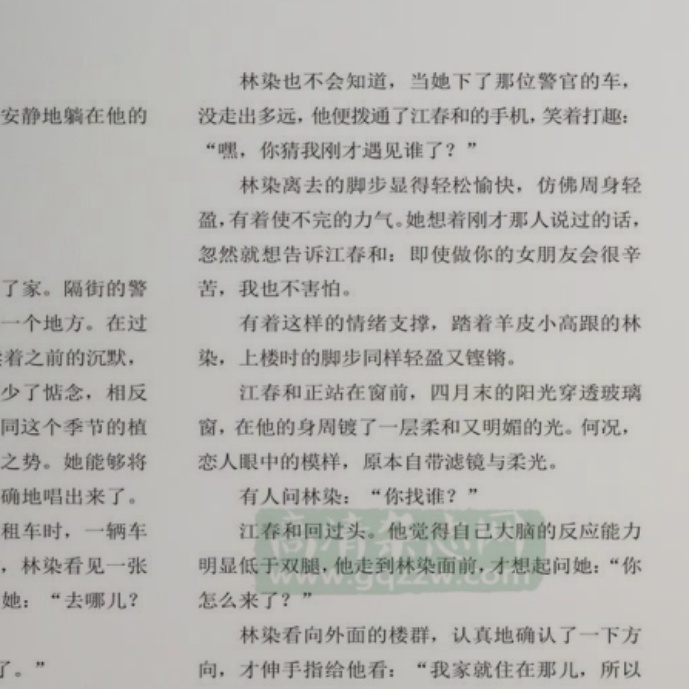 安静地躺在他的
了家。隔街的警
一个地方。在过
着之前的沉默，
少了惦念，相反
同这个季节的植
之势。她能够将
确地唱出来了。
租车时，一辆车
，林染看见一张
她：“去哪儿？
了。”
林染也不会知道，当她下了那位警官的车，
没走出多远，他便拨通了江春和的手机，笑着打趣：
“嘿，你猜我刚才遇见谁了？”
林染离去的脚步显得轻松愉快，仿佛周身轻
盈，有着使不完的力气。她想着刚才那人说过的话，
忽然就想告诉江春和：即使做你的女朋友会很辛
苦，我也不害怕。
有着这样的情绪支撑，踏着羊皮小高跟的林
染，上楼时的脚步同样轻盈又铿锵。
江春和正站在窗前，四月末的阳光穿透玻璃
窗，在他的身周镀了一层柔和又明媚的光。何况，
恋人眼中的模样，原本自带滤镜与柔光。
有人问林染：“你找谁？”
江春和回过头。他觉得自己大脑的反应能力
明显低于双腿，他走到林染面前，才想起问她：“你
怎么来了？”
林染看向外面的楼群，认真地确认了一下方
向，才伸手指给他看：“我家就住在那儿，所以
高清杂志网
www.gqzzw.com